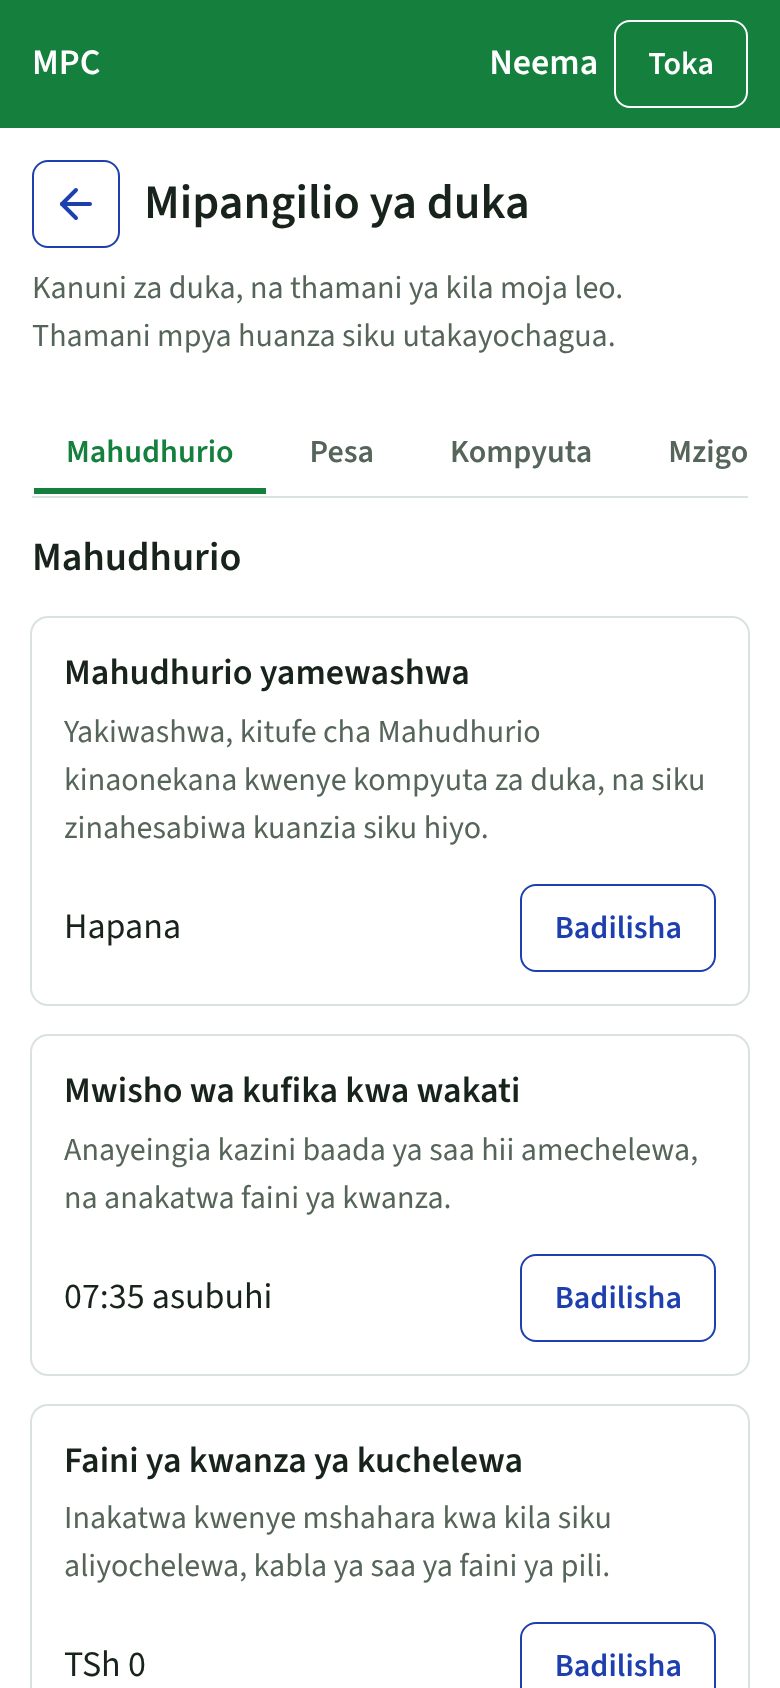 MPC
Neema
Toka
Mipangilio ya duka
Kanuni za duka, na thamani ya kila moja leo.
Thamani mpya huanza siku utakayochagua.
Mahudhurio
Pesa
Kompyuta
Mzigo
Mahudhurio
Mahudhurio yamewashwa
Yakiwashwa, kitufe cha Mahudhurio
kinaonekana kwenye kompyuta za duka, na siku
zinahesabiwa kuanzia siku hiyo.
Hapana
Badilisha
Mwisho wa kufika kwa wakati
Anayeingia kazini baada ya saa hii amechelewa,
na anakatwa faini ya kwanza.
07:35 asubuhi
Badilisha
Faini ya kwanza ya kuchelewa
Inakatwa kwenye mshahara kwa kila siku
aliyochelewa, kabla ya saa ya faini ya pili.
TSh 0
Badilisha